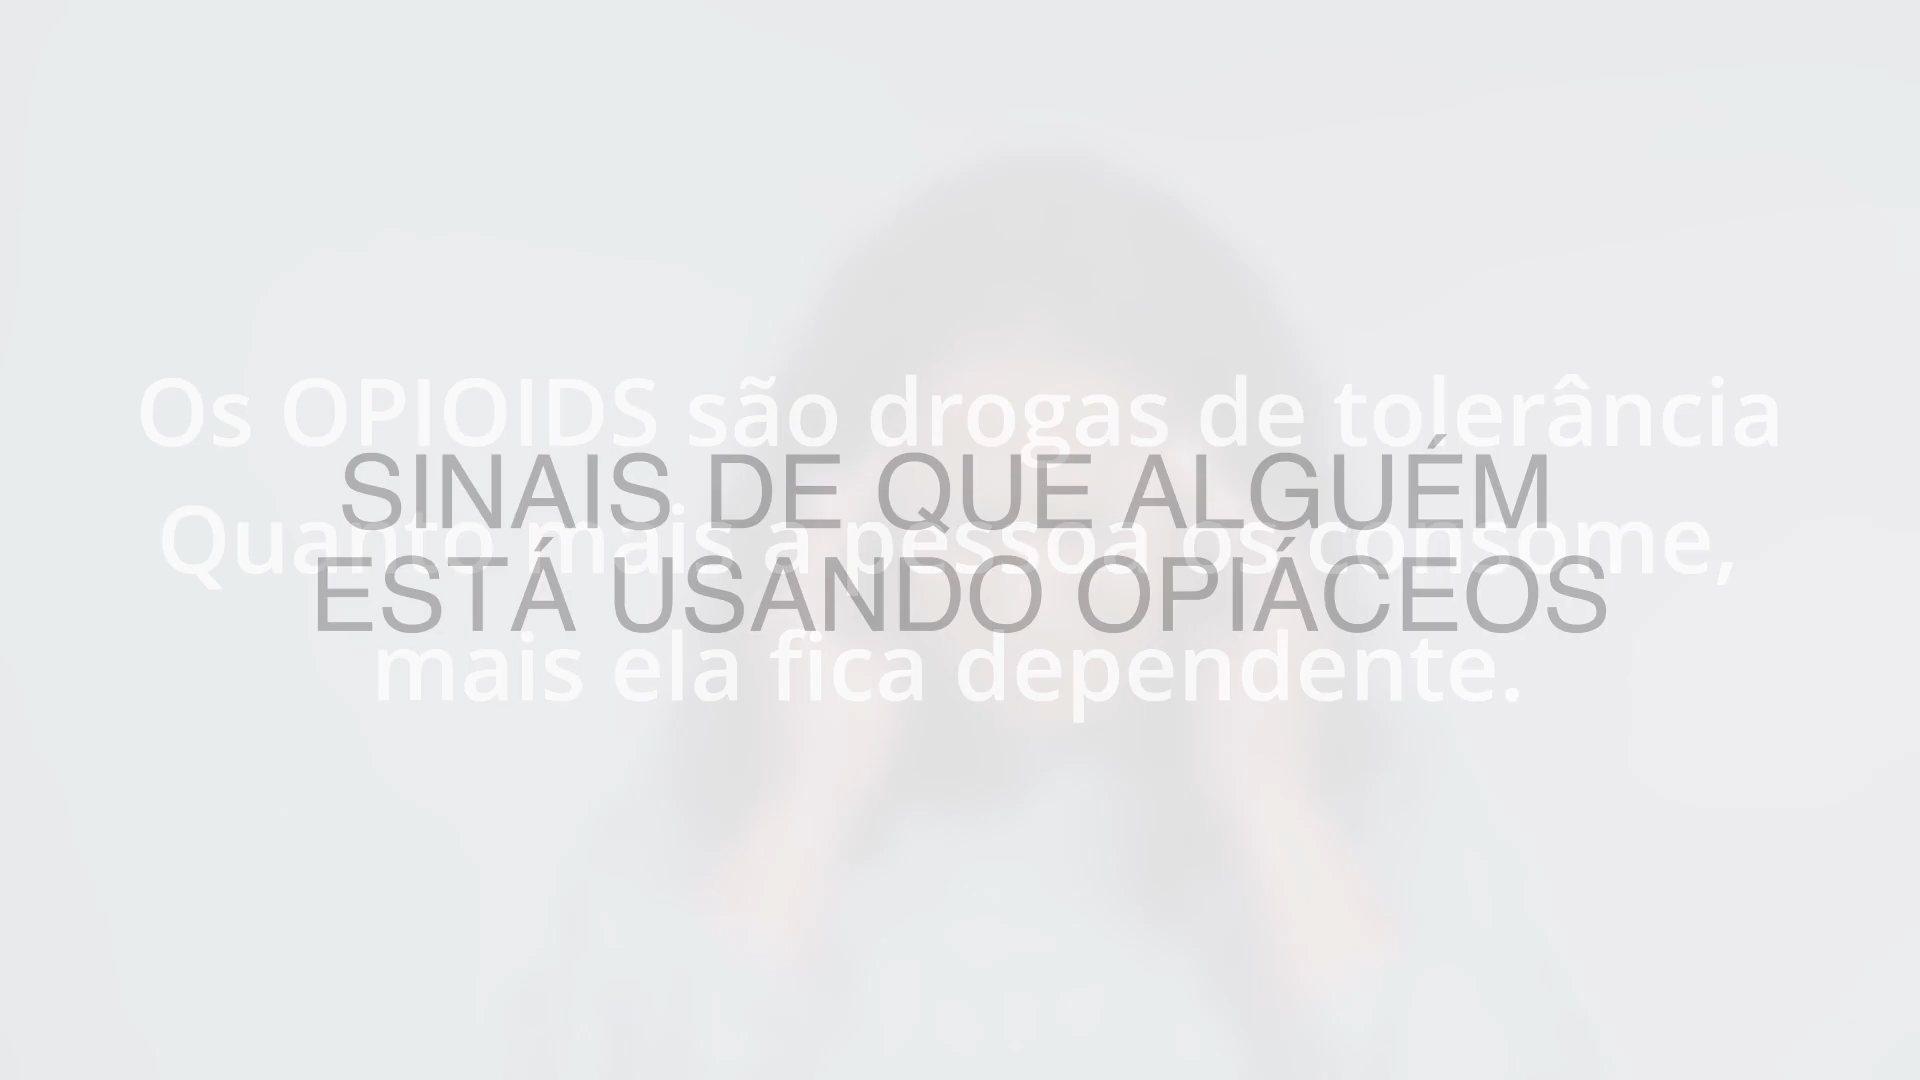 Os OPIOIDS são drogas de tolerância
Quanto mais a pessoa os consome,
mais ela fica dependente.
SINAIS DE QUE ALGUÉM
ESTÁ USANDO OPIÁCEOS